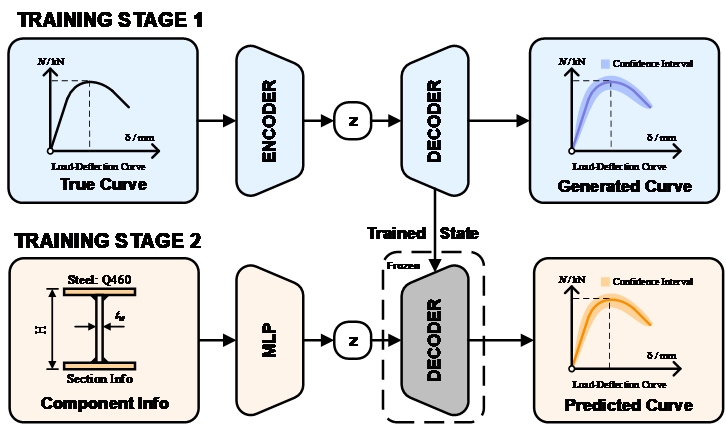 TRAINING STAGE 1
N/kN
δ/mm
Load-Deflection Curve
True Curve
ENCODER
z
DECODER
N/kN
Confidence Interval
δ/mm
Load-Deflection Curve
Generated Curve
Trained State
TRAINING STAGE 2
Steel: Q460
H
tw
Section Info
Component Info
MLP
z
Frozen
DECODER
N/kN
Confidence Interval
δ/mm
Load-Deflection Curve
Predicted Curve